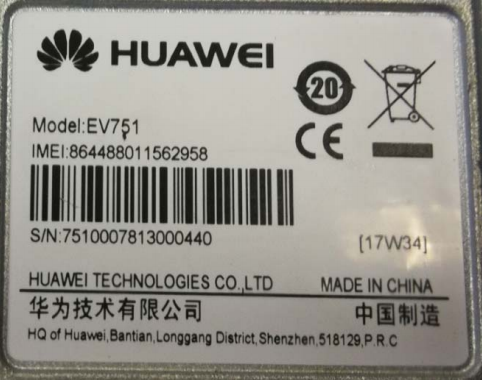 HUAWEI
20
Model:EV751
IMEI:864488011562958
CE
S/N:7510007813000440
[17W34]
HUAWEI TECHNOLOGIES CO.,LTD MADE IN CHINA
华为技术有限公司 中国制造
HQ of Huawei,Bantian,Longgang District,Shenzhen,518129,P.R.C